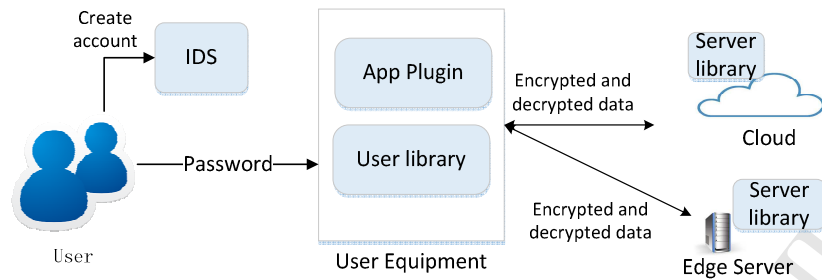 Create
account
IDS
User
Password
App Plugin
User library
User Equipment
Encrypted and
decrypted data
Server
library
Cloud
Encrypted and
decrypted data
Server
library
Edge Server